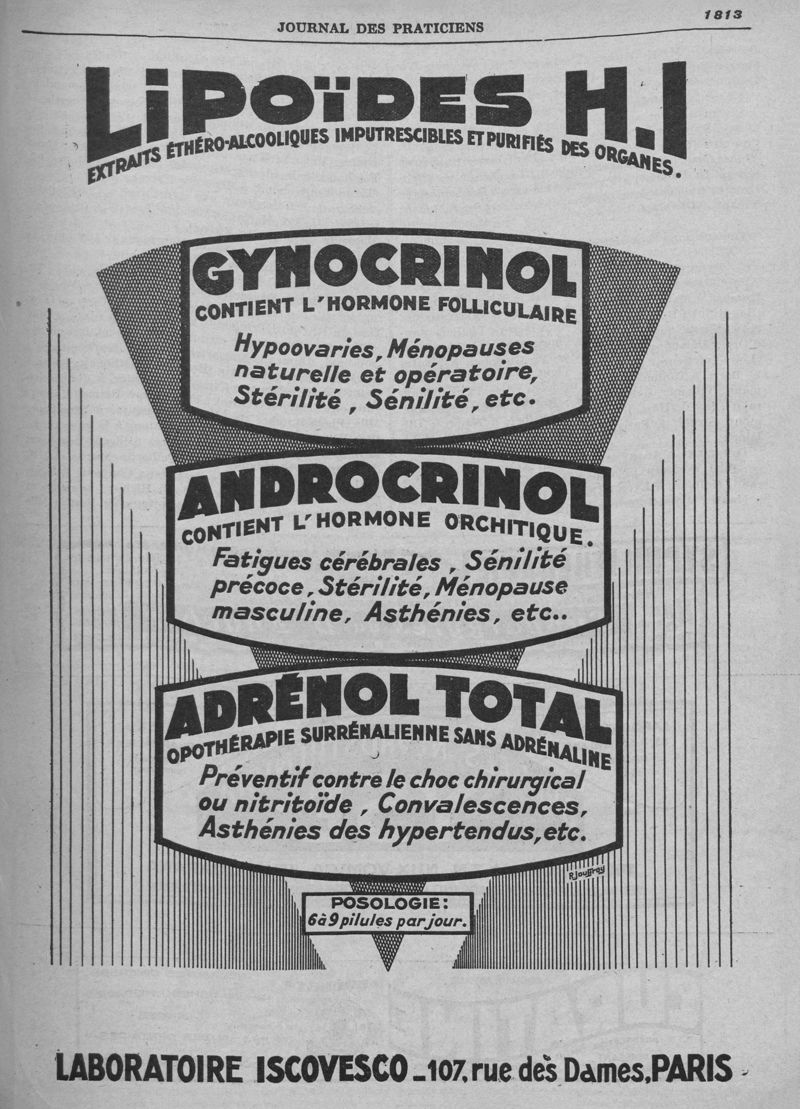 1813
JOURNAL DES PRATICIENS
LiPOÏDES H.I
EXTRAITS ÉTHÉRO-ALCOOLIQUES IMPUTRESCIBLES ET PURIFIÉS DES ORGANES.
GYNOCRINOL
CONTIENT L'HORMONE FOLLICULAIRE
Hypoovaries, Ménopauses
naturelle et opératoire,
Stérilité, Sénilité, etc.
ANDROCRINOL
CONTIENT L'HORMONE ORCHITIQUE.
Fatigues cérébrales, Sénilité
précoce, Stérilité, Ménopause
masculine, Asthénies, etc..
ADRÉNOL TOTAL
OPOTHÉRAPIE SURRÉNALIENNE SANS ADRÉNALINE
Préventif contre le choc chirurgical
ou nitritoïde, Convalescences,
Asthénies des hypertendus, etc.
R. Jouffroy
POSOLOGIE:
6 à 9 pilules par jour.
LABORATOIRE ISCOVESCO_107, rue des Dames, PARIS